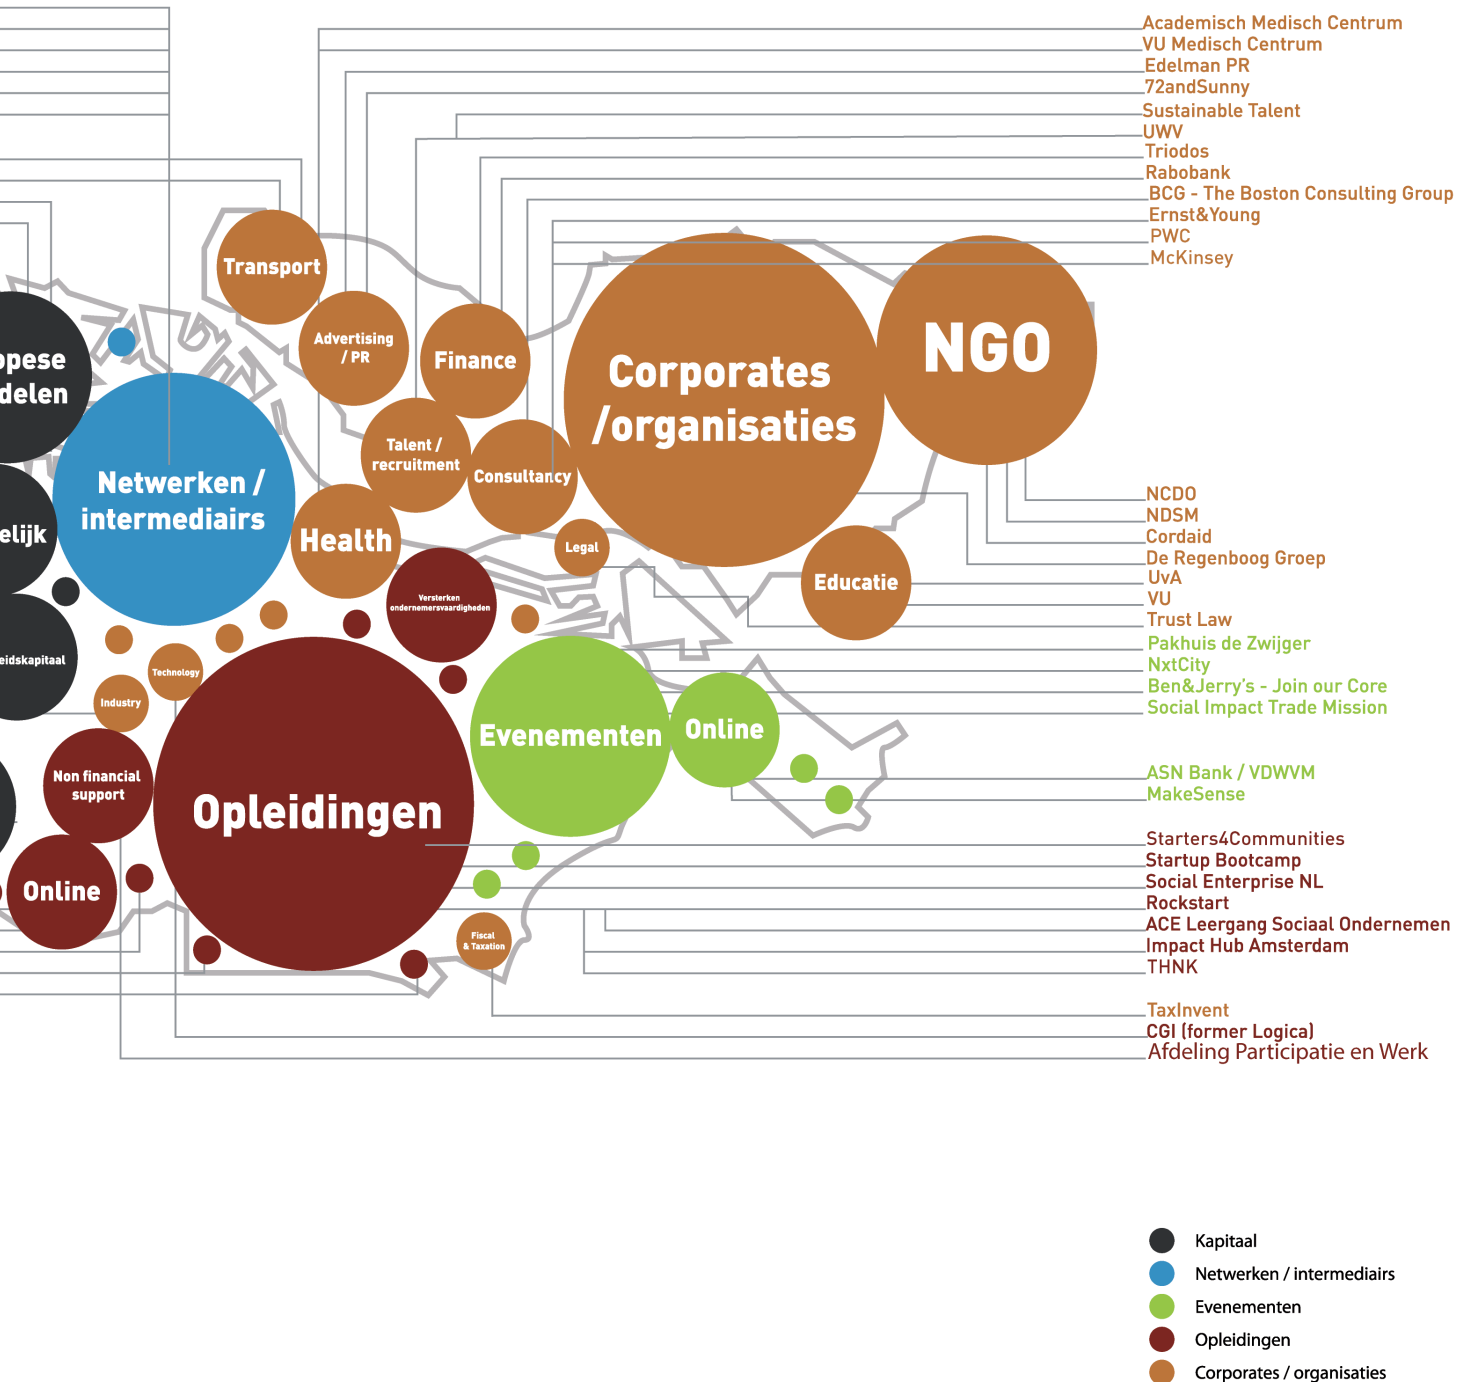 Academisch Medisch Centrum
VU Medisch Centrum
Edelman PR
72andSunny
Sustainable Talent
UWV
Triodos
Rabobank
BCG - The Boston Consulting Group
Ernst&Young
PWC
McKinsey
Transport
Advertising
/ PR
Finance
Corporates
/organisaties
NGO
opese
delen
Talent /
recruitment
Consultancy
Netwerken /
intermediairs
elijk
Health
Legal
Educatie
NCDO
NDSM
Cordaid
De Regenboog Groep
UvA
VU
Trust Law
Versterken
ondernemersvaardigheden
eidskapitaal
Technology
Industry
Pakhuis de Zwijger
NxtCity
Ben&Jerry's - Join our Core
Social Impact Trade Mission
Evenementen
Online
Non financial
support
Opleidingen
ASN Bank / VDWVM
MakeSense
Online
Starters4Communities
Startup Bootcamp
Social Enterprise NL
Rockstart
ACE Leergang Sociaal Ondernemen
Impact Hub Amsterdam
THNK
Fiscal
& Taxation
TaxInvent
CGI (former Logica)
Afdeling Participatie en Werk
Kapitaal
Netwerken / intermediairs
Evenementen
Opleidingen
Corporates / organisaties